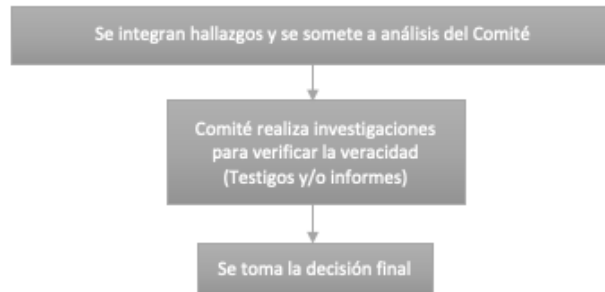 Se integran hallazgos y se somete a análisis del Comité
Comité realiza investigaciones
para verificar la veracidad
(Testigos y/o informes)
Se toma la decisión final